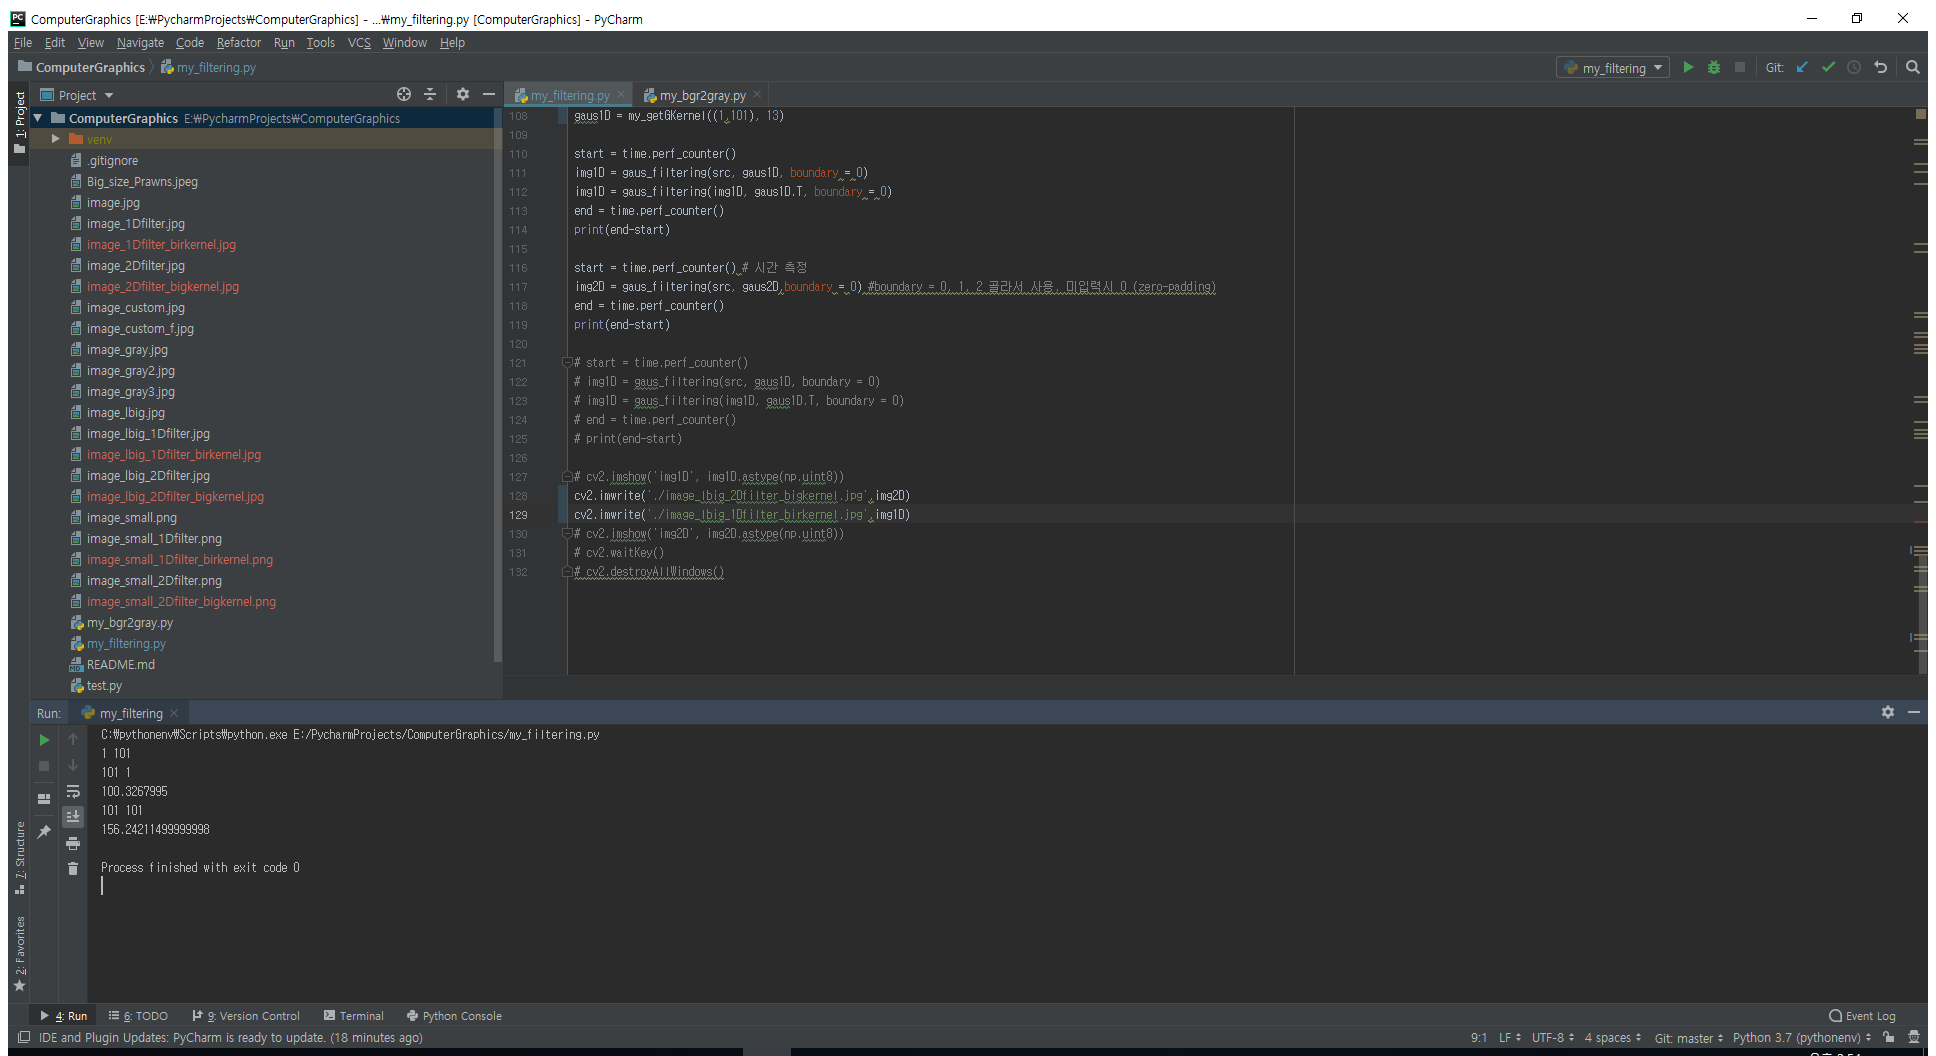 ComputerGraphics [E:₩PycharmProjects₩ComputerGraphics] - ...₩my_filtering.py [ComputerGraphics] - PyCharm
File Edit View Navigate Code Refactor Run Tools VCS Window Help
ComputerGraphics my_filtering.py my_filtering Git:
1: Project
Project
ComputerGraphics E:₩PycharmProjects₩ComputerGraphics
venv
.gitignore
Big_size_Prawns.jpeg
image.jpg
image_1Dfilter.jpg
image_1Dfilter_birkernel.jpg
image_2Dfilter.jpg
image_2Dfilter_bigkernel.jpg
image_custom.jpg
image_custom_f.jpg
image_gray.jpg
image_gray2.jpg
image_gray3.jpg
image_lbig.jpg
image_lbig_1Dfilter.jpg
image_lbig_1Dfilter_birkernel.jpg
image_lbig_2Dfilter.jpg
image_lbig_2Dfilter_bigkernel.jpg
image_small.png
image_small_1Dfilter.png
image_small_1Dfilter_birkernel.png
image_small_2Dfilter.png
image_small_2Dfilter_bigkernel.png
my_bgr2gray.py
my_filtering.py
README.md
test.py
my_filtering.py my_bgr2gray.py
108 gaus1D = my_getGKernel((1,101), 13)
109
110 start = time.perf_counter()
111 img1D = gaus_filtering(src, gaus1D, boundary = 0)
112 img1D = gaus_filtering(img1D, gaus1D.T, boundary = 0)
113 end = time.perf_counter()
114 print(end-start)
115
116 start = time.perf_counter() # 시간 측정
117 img2D = gaus_filtering(src, gaus2D,boundary = 0) #boundary = 0, 1, 2 골라서 사용. 미입력시 0 (zero-padding)
118 end = time.perf_counter()
119 print(end-start)
120
121 # start = time.perf_counter()
122 # img1D = gaus_filtering(src, gaus1D, boundary = 0)
123 # img1D = gaus_filtering(img1D, gaus1D.T, boundary = 0)
124 # end = time.perf_counter()
125 # print(end-start)
126
127 # cv2.imshow('img1D', img1D.astype(np.uint8))
128 cv2.imwrite('./image_lbig_2Dfilter_bigkernel.jpg',img2D)
129 cv2.imwrite('./image_lbig_1Dfilter_birkernel.jpg',img1D)
130 # cv2.imshow('img2D', img2D.astype(np.uint8))
131 # cv2.waitKey()
132 # cv2.destroyAllWindows()
Run: my_filtering
C:₩pythonenv₩Scripts₩python.exe E:/PycharmProjects/ComputerGraphics/my_filtering.py
1 101
101 1
100.3267995
101 101
156.24211499999998
Process finished with exit code 0
7: Structure
2: Favorites
4: Run 6: TODO 9: Version Control Terminal Python Console Event Log
IDE and Plugin Updates: PyCharm is ready to update. (18 minutes ago) 9:1 LF UTF-8 4 spaces Git: master Python 3.7 (pythonenv)